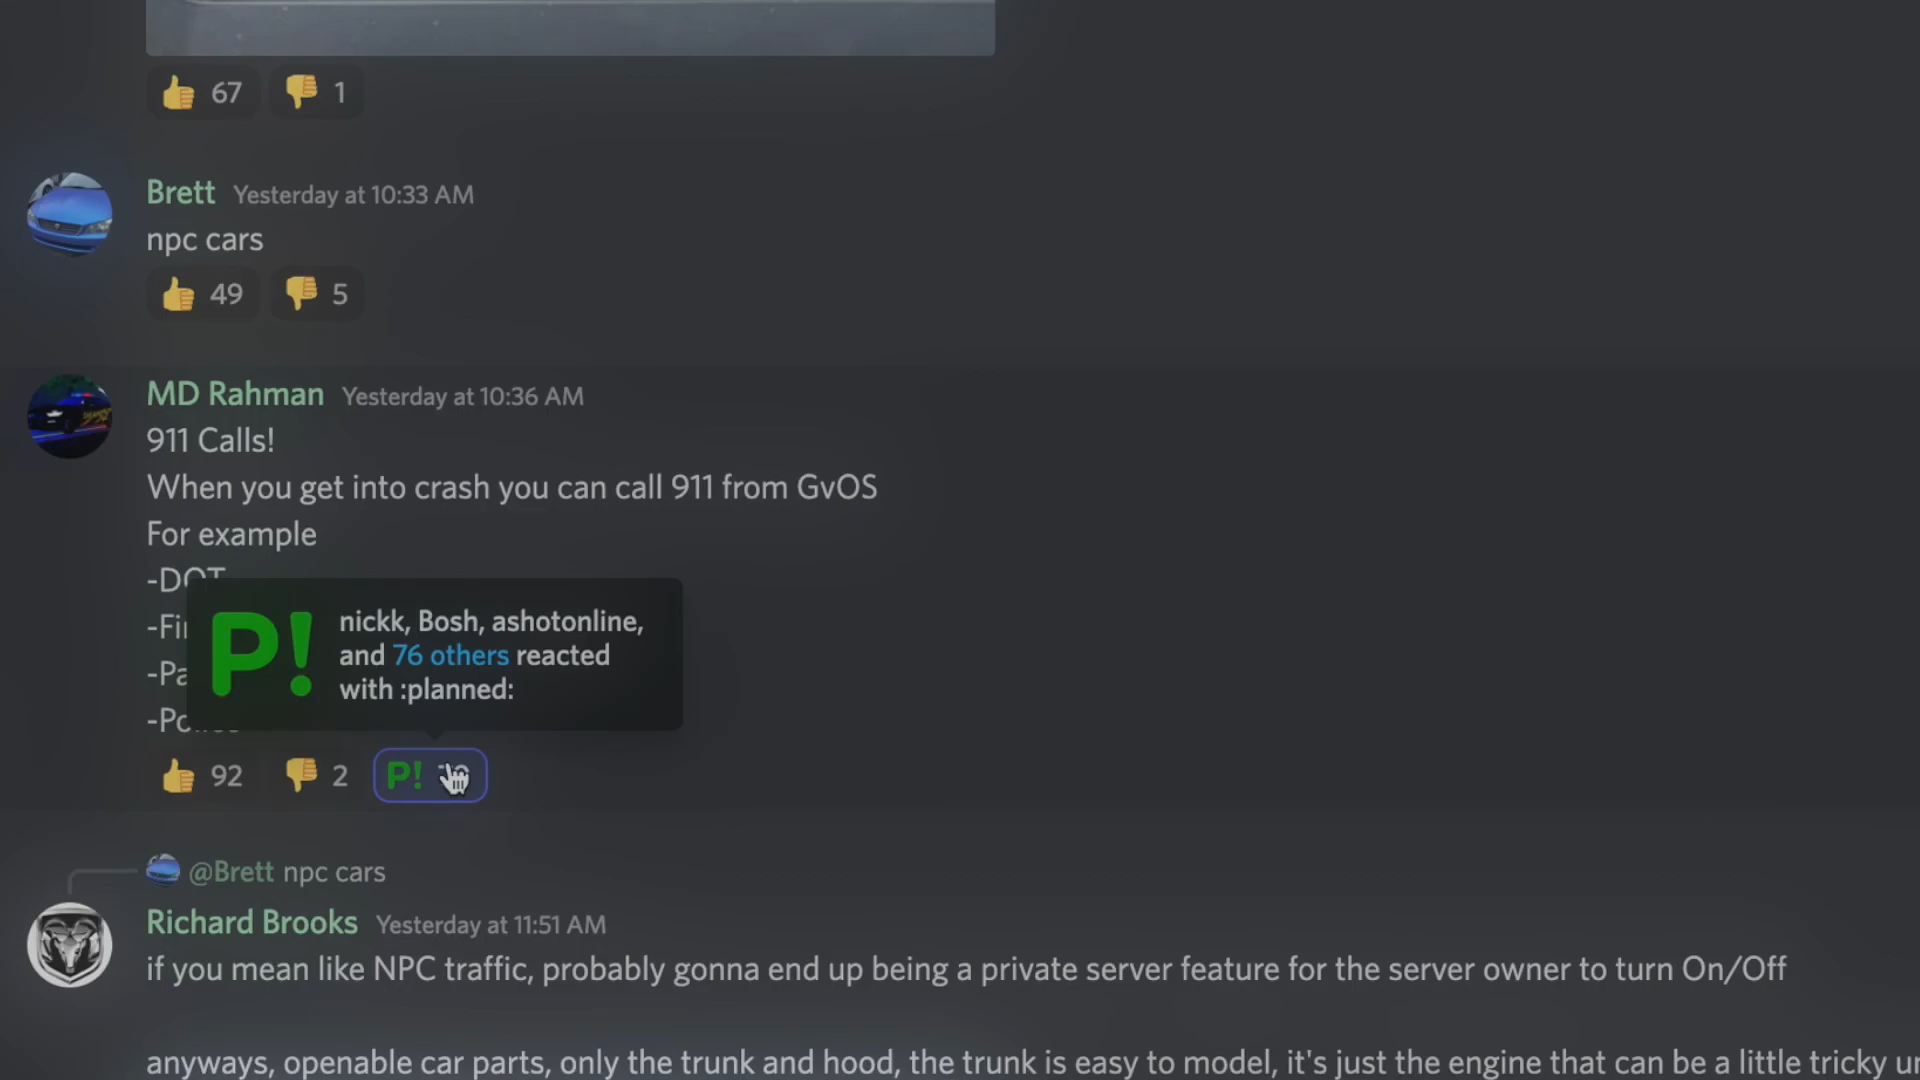 67 1
Brett Yesterday at 10:33 AM
npc cars
49 5
MD Rahman Yesterday at 10:36 AM
911 Calls!
When you get into crash you can call 911 from GvOS
For example
-DOT
-Fi
-Pa
-Po
P! nickk, Bosh, ashotonline,
and 76 others reacted
with :planned:
92 2 P!
@Brett npc cars
Richard Brooks Yesterday at 11:51 AM
if you mean like NPC traffic, probably gonna end up being a private server feature for the server owner to turn On/Off
anyways, openable car parts, only the trunk and hood, the trunk is easy to model, it's just the engine that can be a little tricky